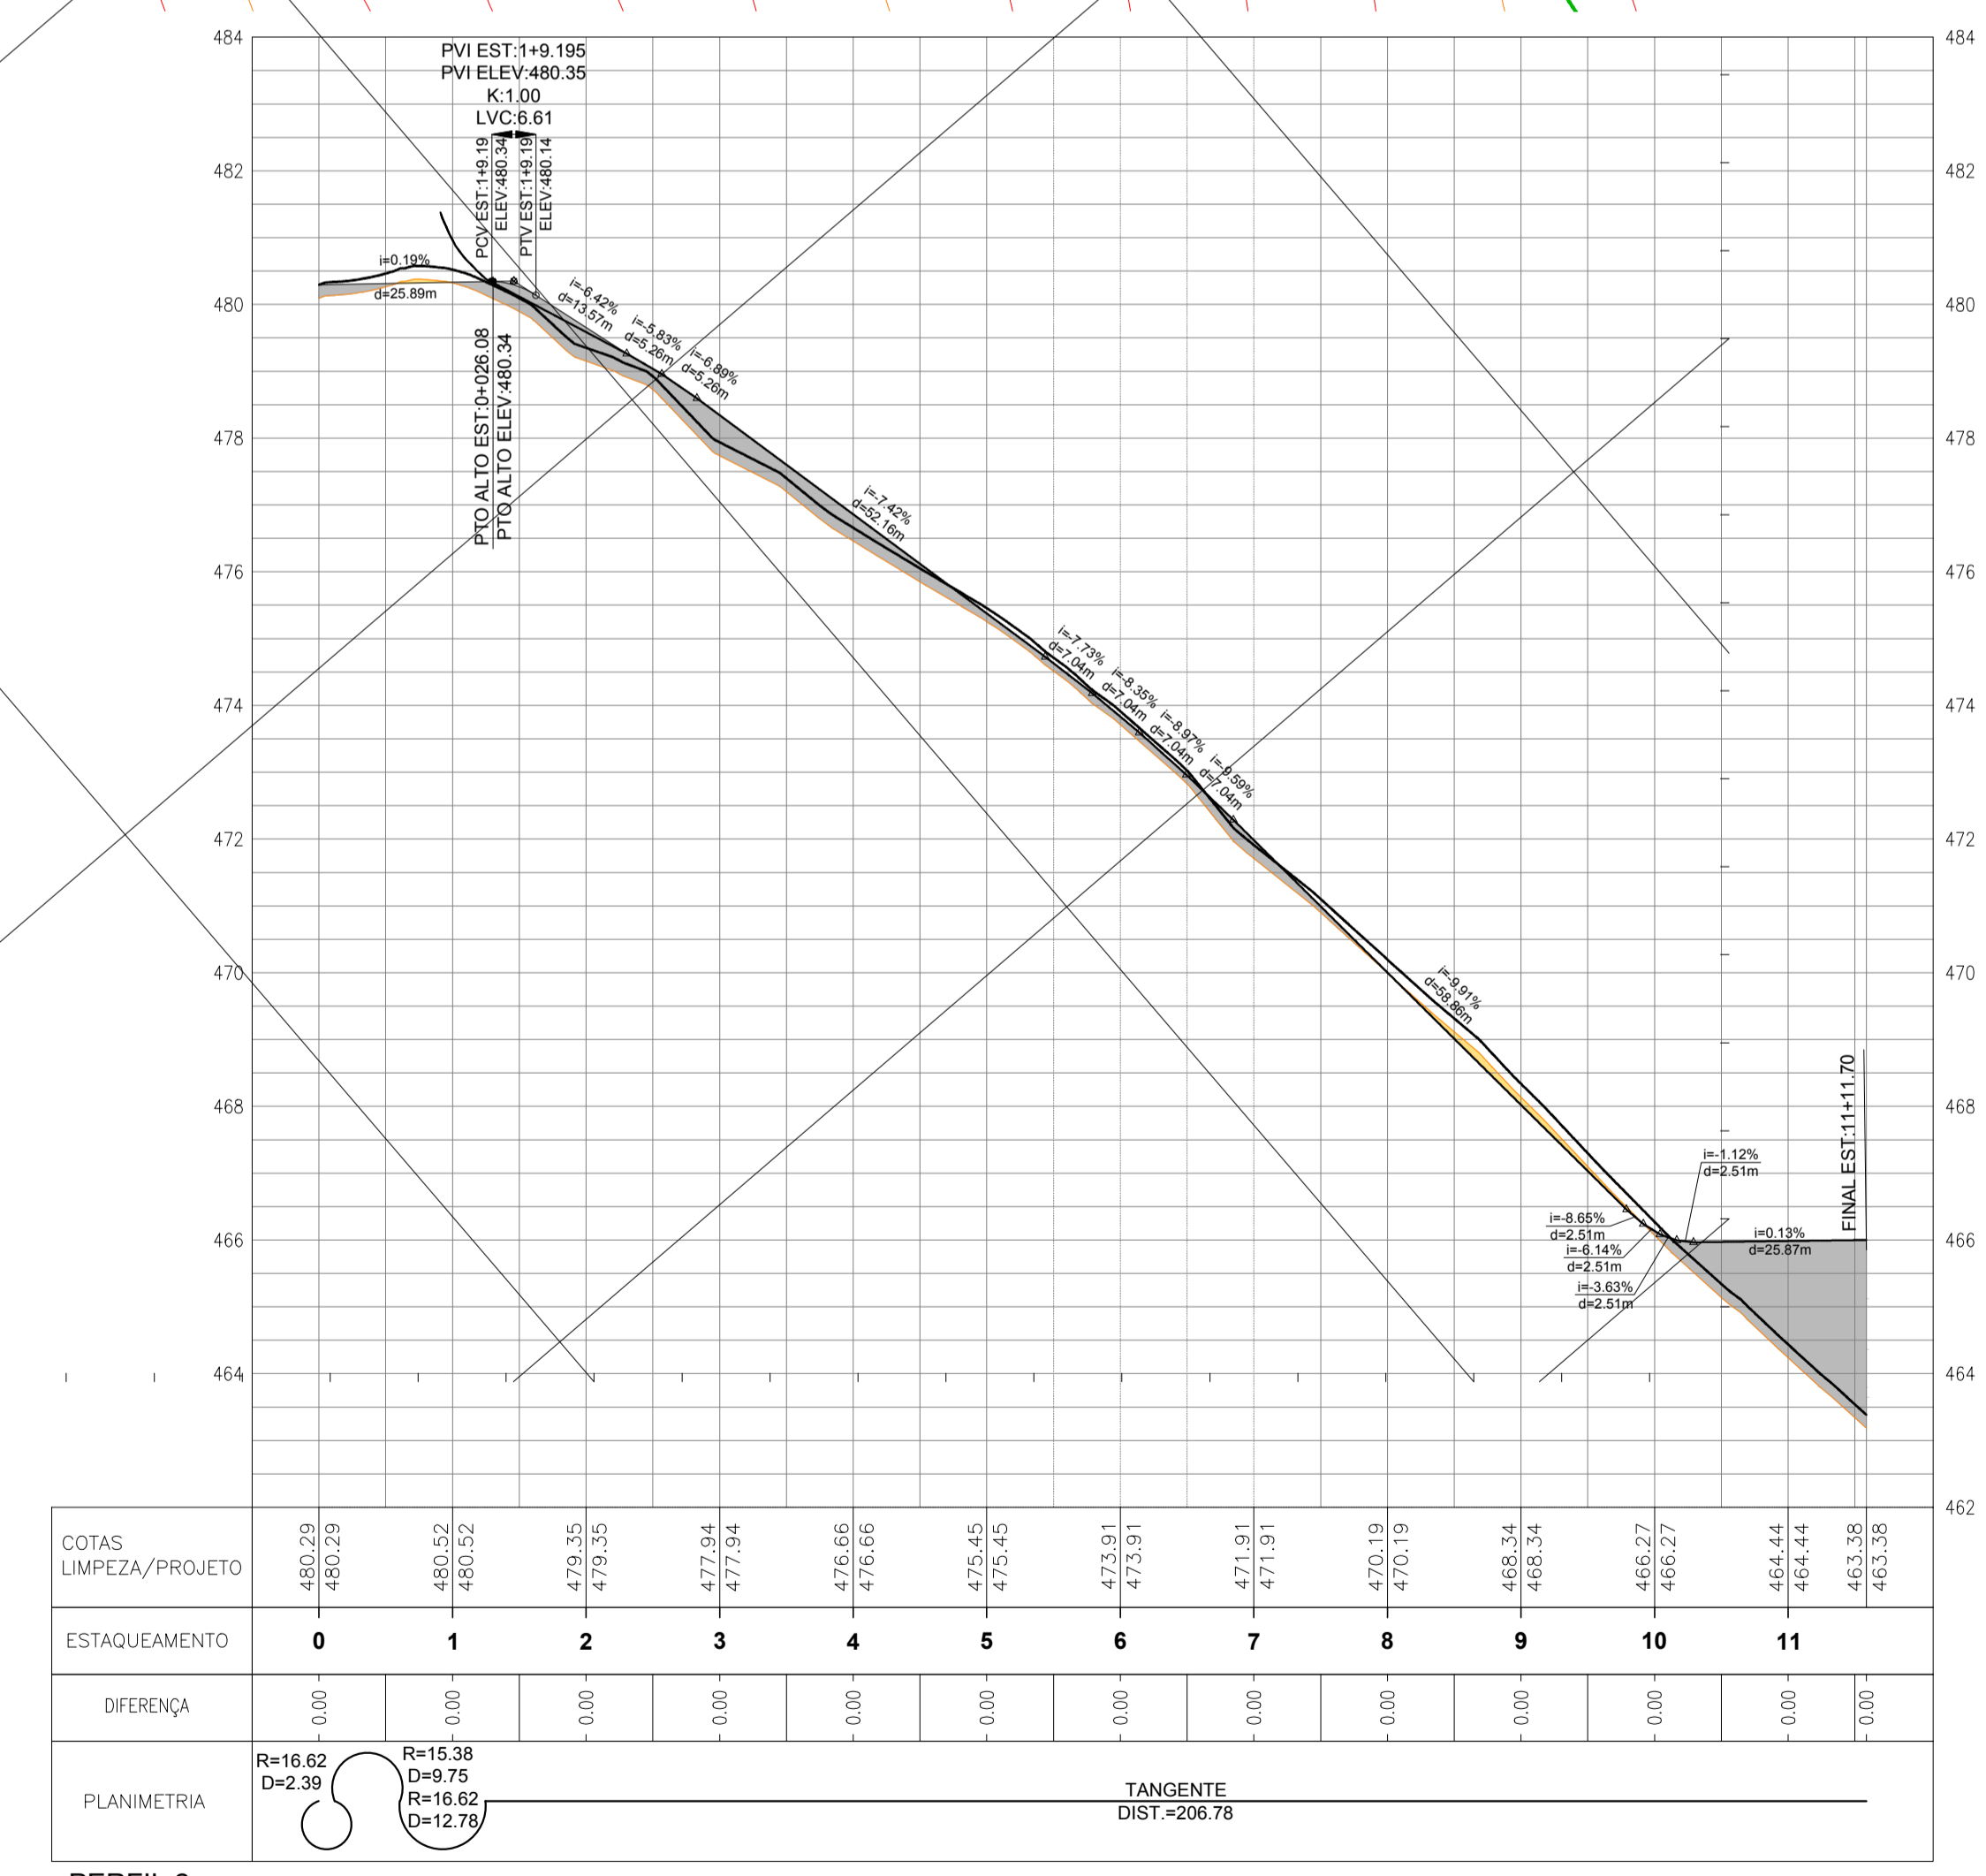 484
482
480
478
476
474
472
470
468
466
464
484
482
480
478
476
474
472
470
468
466
464
462
PVI EST:1+9.195
PVI ELEV:480.35
K:1.00
LVC:6.61
PCV EST:1+9.19
ELEV:480.34
PTV EST:1+9.19
ELEV:480.14
PTO ALTO EST:0+026.08
PTO ALTO ELEV:480.34
i=0.19%
d=25.89m
i=-6.42%
d=13.57m
i=-5.83%
d=5.26m
i=-6.89%
d=5.26m
i=-7.42%
d=52.16m
i=-7.73%
d=7.04m
i=-8.35%
d=7.04m
i=-8.97%
d=7.04m
i=-9.59%
d=7.04m
i=-9.91%
d=58.86m
i=-8.65%
d=2.51m
i=-6.14%
d=2.51m
i=-3.63%
d=2.51m
i=-1.12%
d=2.51m
i=0.13%
d=25.87m
FINAL EST:11+11.70
COTAS
LIMPEZA/PROJETO
480.29
480.29
480.52
480.52
479.35
479.35
477.94
477.94
476.66
476.66
475.45
475.45
473.91
473.91
471.91
471.91
470.19
470.19
468.34
468.34
466.27
466.27
464.44
464.44
463.38
463.38
ESTAQUEAMENTO 0 1 2 3 4 5 6 7 8 9 10 11
DIFERENÇA 0.00 0.00 0.00 0.00 0.00 0.00 0.00 0.00 0.00 0.00 0.00 0.00 0.00
PLANIMETRIA
R=16.62
D=2.39
R=15.38
D=9.75
R=16.62
D=12.78
TANGENTE
DIST.=206.78